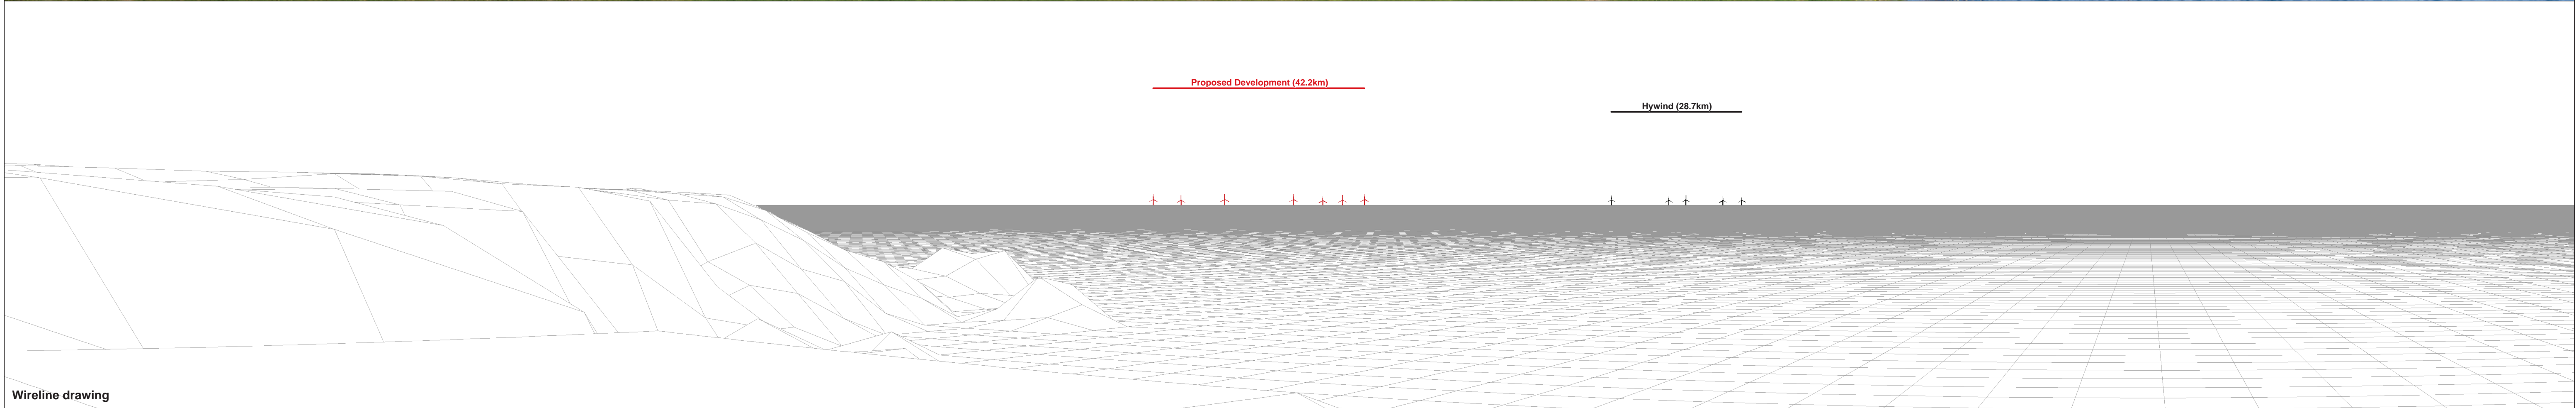 Proposed Development (42.2km)
Hywind (28.7km)
Wireline drawing